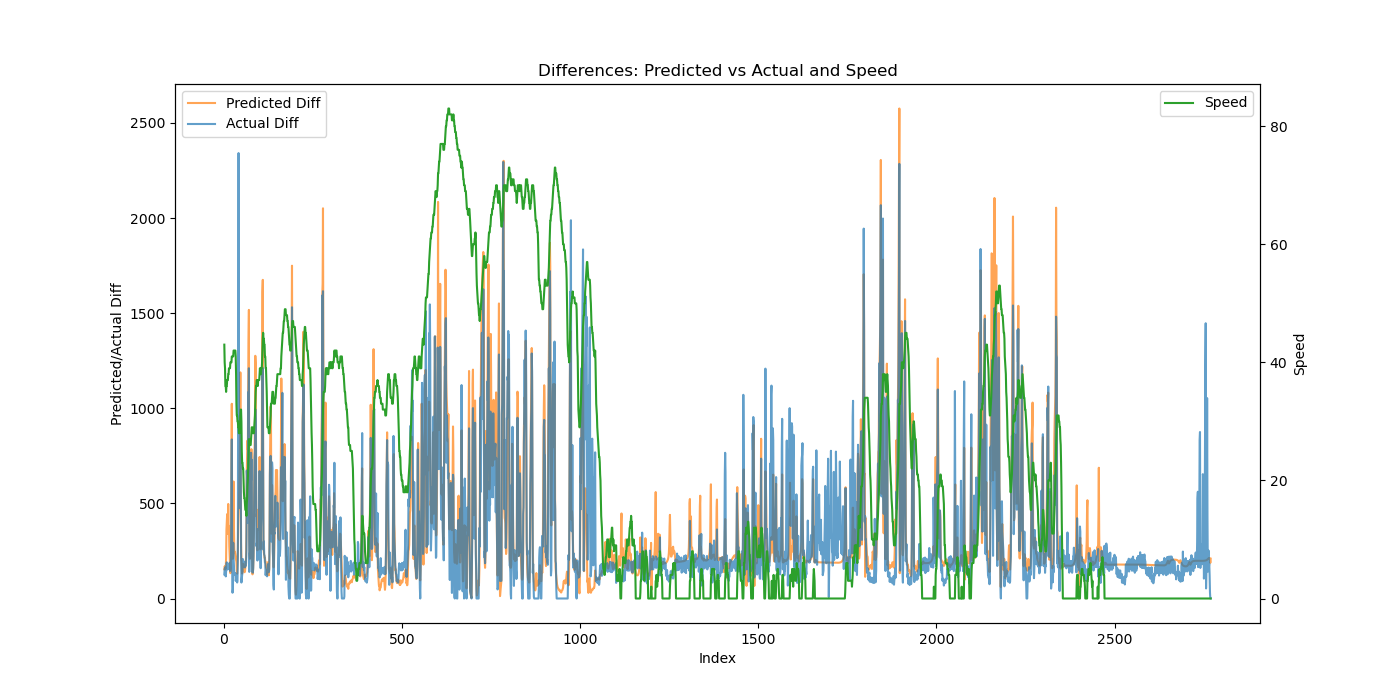 Differences: Predicted vs Actual and Speed
Predicted Diff
Actual Diff
Speed
2500
2000
1500
1000
500
0
Predicted/Actual Diff
80
60
40
20
0
Speed
0
500
1000
1500
2000
2500
Index